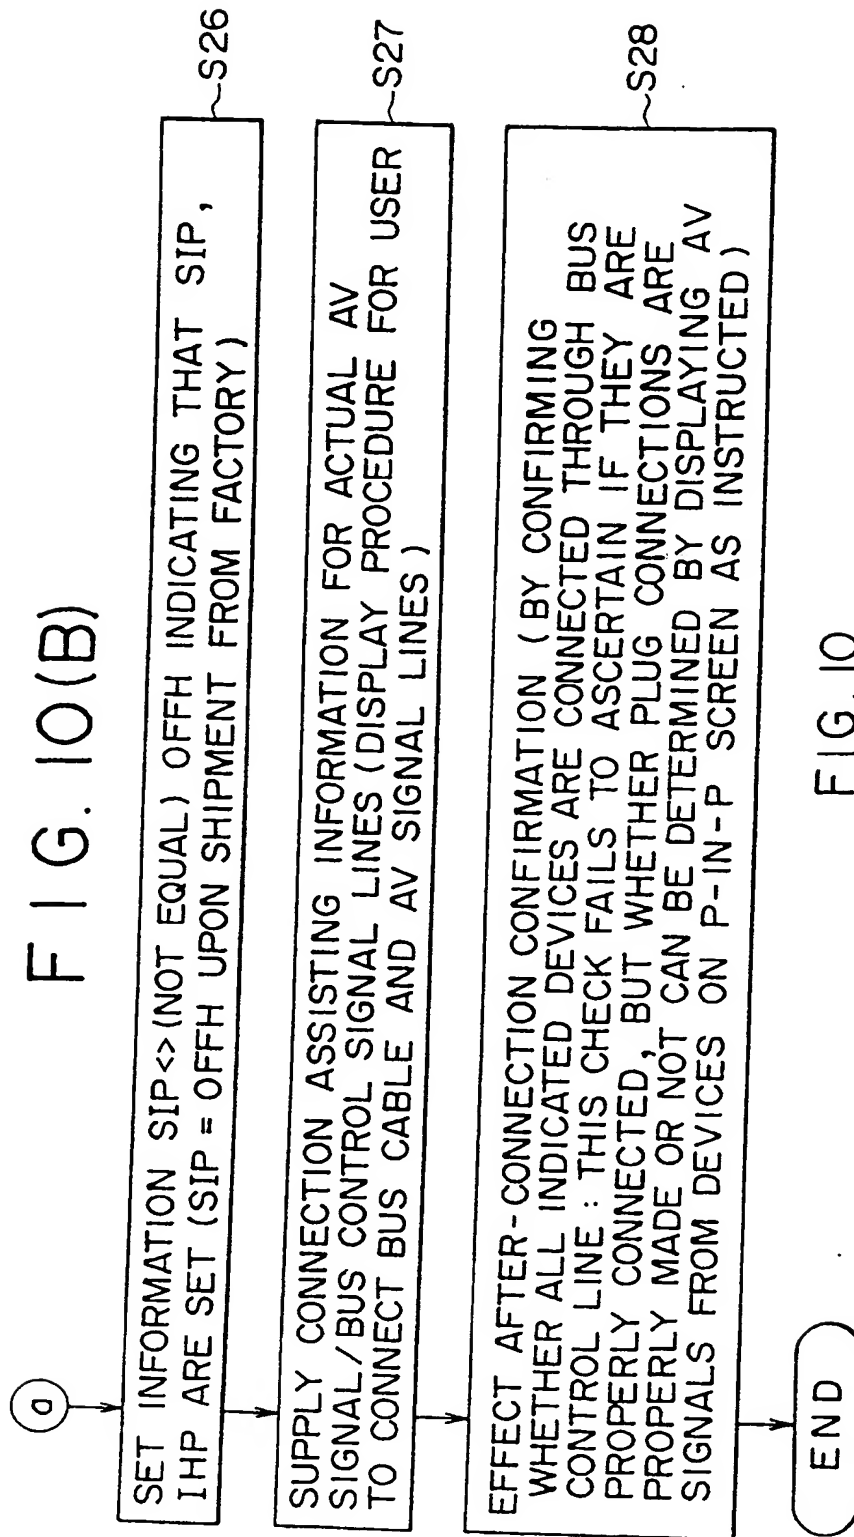 FIG. 10(B)
a
SET INFORMATION SIP<>(NOT EQUAL) OFFH INDICATING THAT SIP,
IHP ARE SET (SIP = OFFH UPON SHIPMENT FROM FACTORY)
S26
SUPPLY CONNECTION ASSISTING INFORMATION FOR ACTUAL AV
SIGNAL/BUS CONTROL SIGNAL LINES (DISPLAY PROCEDURE FOR USER
TO CONNECT BUS CABLE AND AV SIGNAL LINES)
S27
EFFECT AFTER-CONNECTION CONFIRMATION (BY CONFIRMING
WHETHER ALL INDICATED DEVICES ARE CONNECTED THROUGH BUS
CONTROL LINE : THIS CHECK FAILS TO ASCERTAIN IF THEY ARE
PROPERLY CONNECTED, BUT WHETHER PLUG CONNECTIONS ARE
PROPERLY MADE OR NOT CAN BE DETERMINED BY DISPLAYING AV
SIGNALS FROM DEVICES ON P-IN-P SCREEN AS INSTRUCTED)
S28
END
FIG. 10